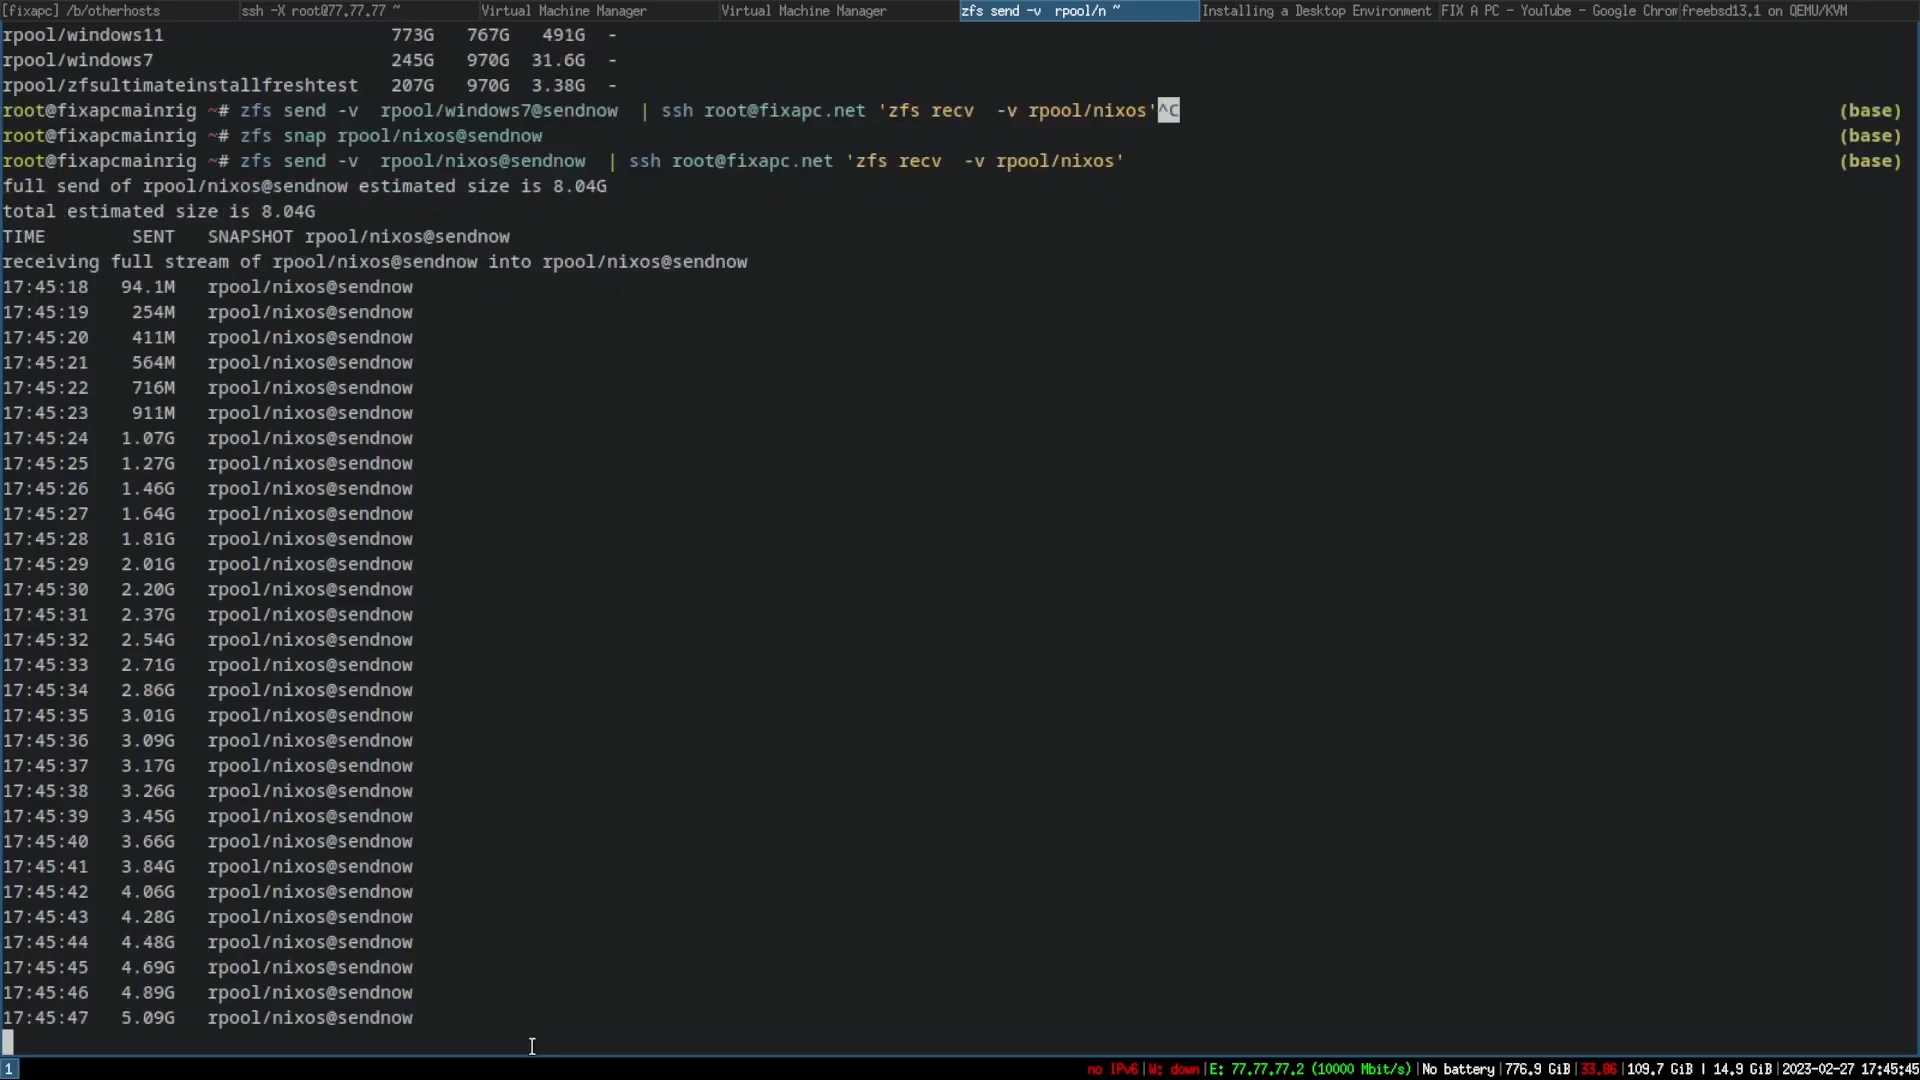 [fixapc] /b/otherhosts ssh -X root@77.77.77 ~ Virtual Machine Manager Virtual Machine Manager zfs send -v  rpool/n ~ Installing a Desktop Environment FIX A PC - YouTube - Google Chrom freebsd13.1 on QEMU/KVM
rpool/windows11 773G 767G 491G -
rpool/windows7 245G 970G 31.6G -
rpool/zfsultimateinstallfreshtest 207G 970G 3.38G -
root@fixapcmainrig ~# zfs send -v  rpool/windows7@sendnow  | ssh root@fixapc.net 'zfs recv  -v rpool/nixos'^C (base)
root@fixapcmainrig ~# zfs snap rpool/nixos@sendnow (base)
root@fixapcmainrig ~# zfs send -v  rpool/nixos@sendnow  | ssh root@fixapc.net 'zfs recv  -v rpool/nixos' (base)
full send of rpool/nixos@sendnow estimated size is 8.04G
total estimated size is 8.04G
TIME SENT SNAPSHOT rpool/nixos@sendnow
receiving full stream of rpool/nixos@sendnow into rpool/nixos@sendnow
17:45:18 94.1M rpool/nixos@sendnow
17:45:19 254M rpool/nixos@sendnow
17:45:20 411M rpool/nixos@sendnow
17:45:21 564M rpool/nixos@sendnow
17:45:22 716M rpool/nixos@sendnow
17:45:23 911M rpool/nixos@sendnow
17:45:24 1.07G rpool/nixos@sendnow
17:45:25 1.27G rpool/nixos@sendnow
17:45:26 1.46G rpool/nixos@sendnow
17:45:27 1.64G rpool/nixos@sendnow
17:45:28 1.81G rpool/nixos@sendnow
17:45:29 2.01G rpool/nixos@sendnow
17:45:30 2.20G rpool/nixos@sendnow
17:45:31 2.37G rpool/nixos@sendnow
17:45:32 2.54G rpool/nixos@sendnow
17:45:33 2.71G rpool/nixos@sendnow
17:45:34 2.86G rpool/nixos@sendnow
17:45:35 3.01G rpool/nixos@sendnow
17:45:36 3.09G rpool/nixos@sendnow
17:45:37 3.17G rpool/nixos@sendnow
17:45:38 3.26G rpool/nixos@sendnow
17:45:39 3.45G rpool/nixos@sendnow
17:45:40 3.66G rpool/nixos@sendnow
17:45:41 3.84G rpool/nixos@sendnow
17:45:42 4.06G rpool/nixos@sendnow
17:45:43 4.28G rpool/nixos@sendnow
17:45:44 4.48G rpool/nixos@sendnow
17:45:45 4.69G rpool/nixos@sendnow
17:45:46 4.89G rpool/nixos@sendnow
17:45:47 5.09G rpool/nixos@sendnow
1 no IPv6|W: down|E: 77.77.77.2 (10000 Mbit/s)|No battery|776.9 GiB|33.86|109.7 GiB | 14.9 GiB|2023-02-27 17:45:45